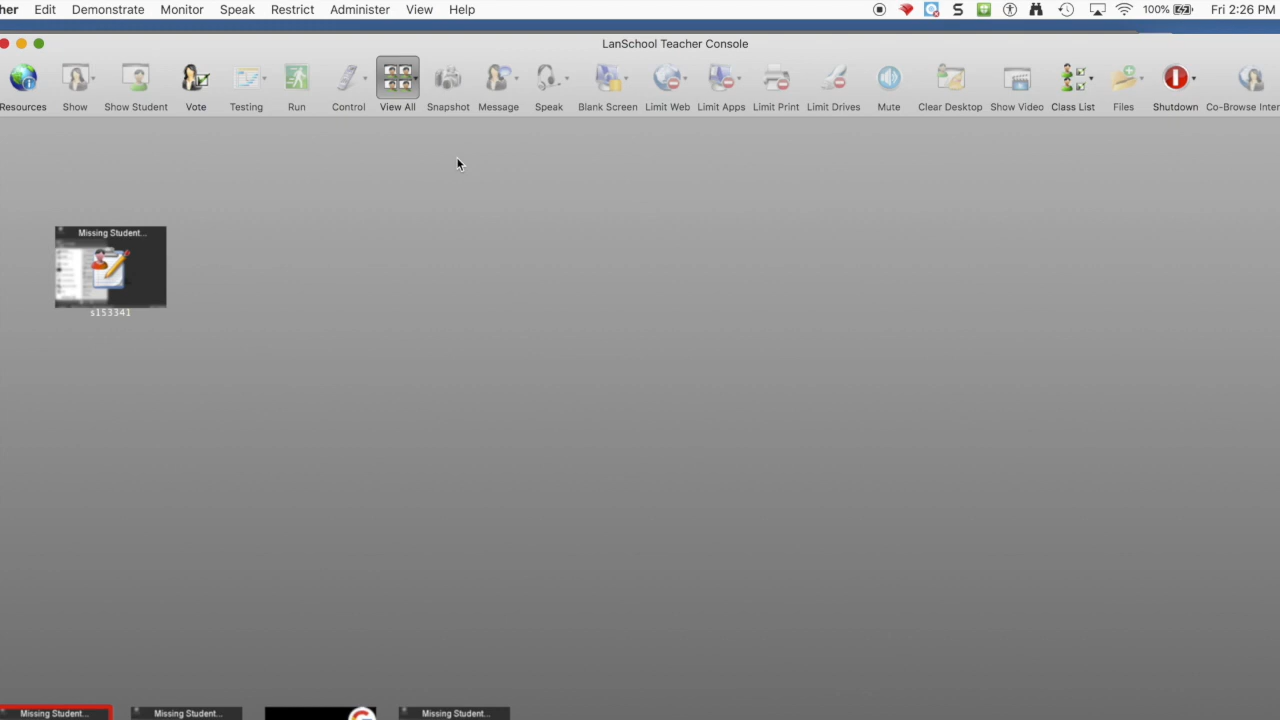 her Edit Demonstrate Monitor Speak Restrict Administer View Help 100% Fri 2:26 PM
LanSchool Teacher Console
Resources Show Show Student Vote Testing Run Control View All Snapshot Message Speak Blank Screen Limit Web Limit Apps Limit Print Limit Drives Mute Clear Desktop Show Video Class List Files Shutdown Co-Browse Inter
Missing Student...
s153341
Missing Student... Missing Student... Missing Student...